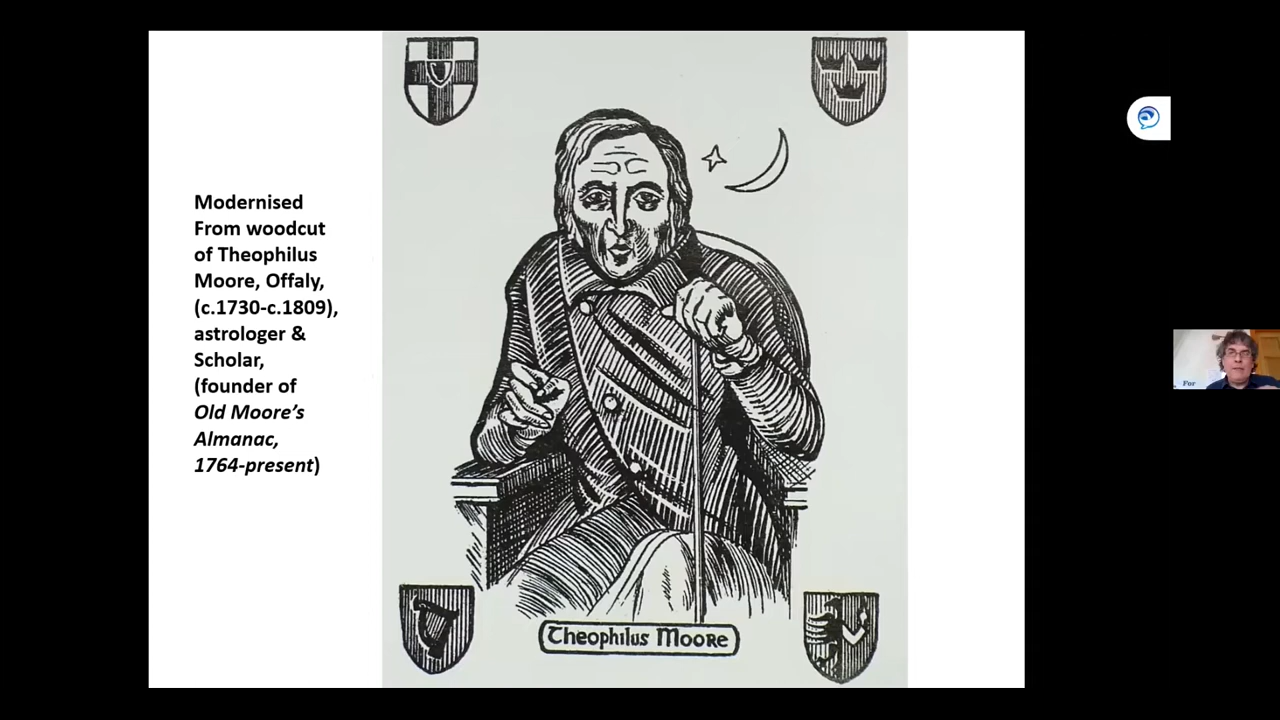 Modernised
From woodcut
of Theophilus
Moore, Offaly,
(c.1730-c.1809),
astrologer &
Scholar,
(founder of
Old Moore’s
Almanac,
1764-present)
Theophilus Moore
For